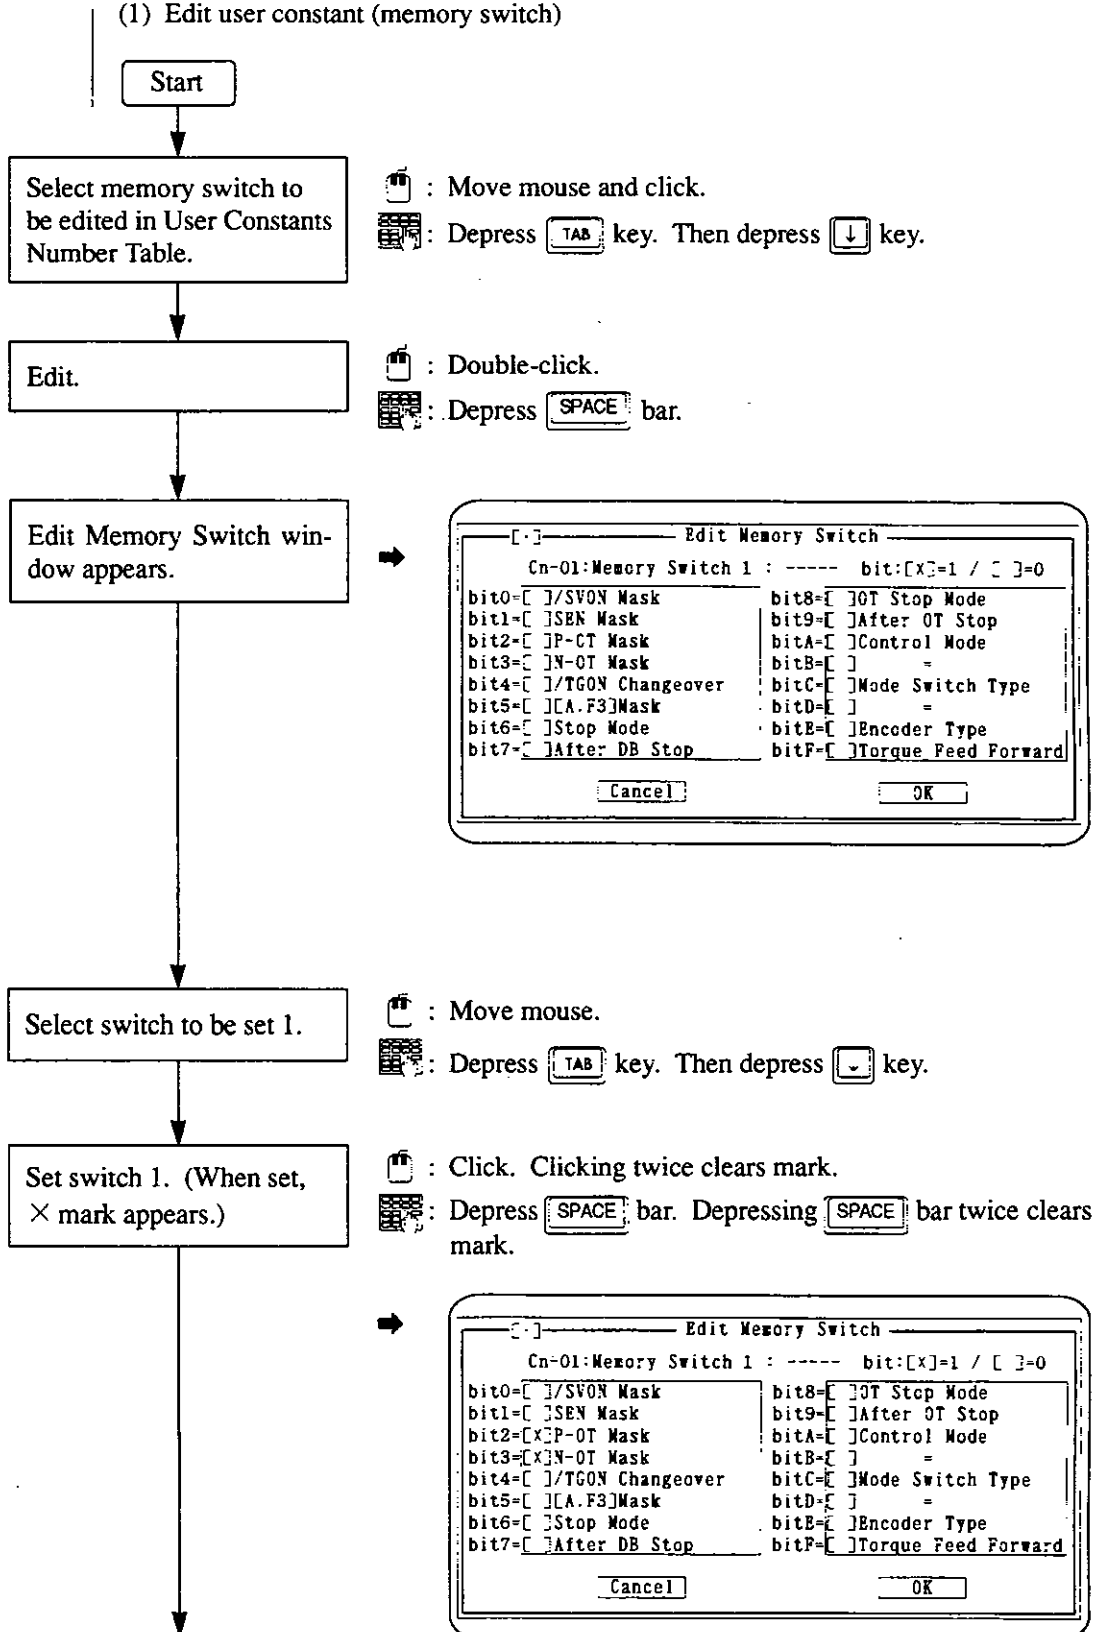 (1) Edit user constant (memory switch)
Start
Select memory switch to
be edited in User Constants
Number Table.
: Move mouse and click.
: Depress TAB key. Then depress ↓ key.
Edit.
: Double-click.
: Depress SPACE bar.
Edit Memory Switch win-
dow appears.
[·] Edit Memory Switch
Cn-01:Memory Switch 1 : ----- bit:[X]=1 / [ ]=0
bit0=[ ]/SVON Mask bit8=[ ]OT Stop Mode
bit1=[ ]SEN Mask bit9=[ ]After OT Stop
bit2=[ ]P-OT Mask bitA=[ ]Control Mode
bit3=[ ]N-OT Mask bitB=[ ] =
bit4=[ ]/TGON Changeover bitC=[ ]Mode Switch Type
bit5=[ ][A.F3]Mask bitD=[ ] =
bit6=[ ]Stop Mode bitE=[ ]Encoder Type
bit7=[ ]After DB Stop bitF=[ ]Torque Feed Forward
Cancel OK
Select switch to be set 1.
: Move mouse.
: Depress TAB key. Then depress ↓ key.
Set switch 1. (When set,
× mark appears.)
: Click. Clicking twice clears mark.
: Depress SPACE bar. Depressing SPACE bar twice clears
mark.
[·] Edit Memory Switch
Cn-01:Memory Switch 1 : ----- bit:[X]=1 / [ ]=0
bit0=[ ]/SVON Mask bit8=[ ]OT Stop Mode
bit1=[ ]SEN Mask bit9=[ ]After OT Stop
bit2=[X]P-OT Mask bitA=[ ]Control Mode
bit3=[X]N-OT Mask bitB=[ ] =
bit4=[ ]/TGON Changeover bitC=[ ]Mode Switch Type
bit5=[ ][A.F3]Mask bitD=[ ] =
bit6=[ ]Stop Mode bitE=[ ]Encoder Type
bit7=[ ]After DB Stop bitF=[ ]Torque Feed Forward
Cancel OK